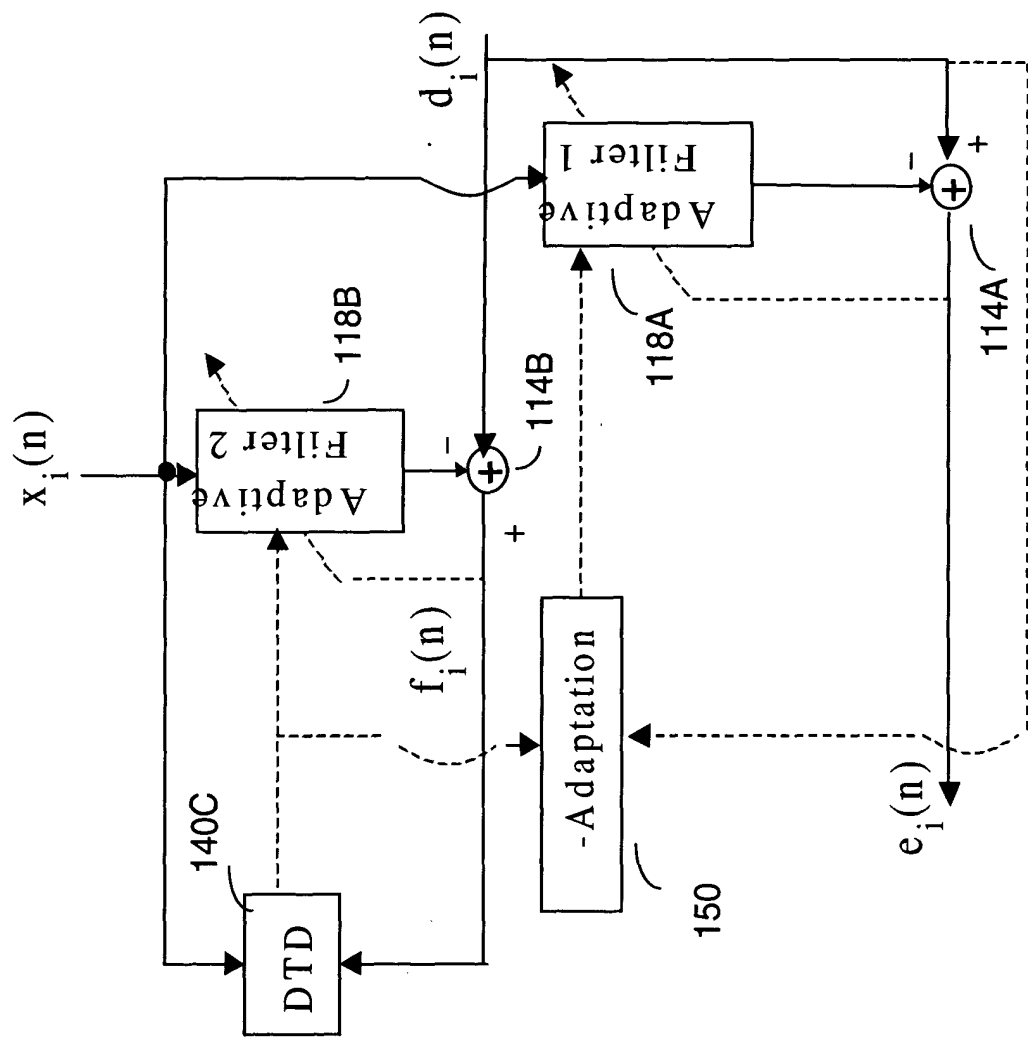 x_i(n)
d_i(n)
Adaptive
Filter 2
118B
Adaptive
Filter 1
118A
-
+
114B
+
-
+
+
114A
f_i(n)
140C
DTD
-Adaptation
150
e_i(n)